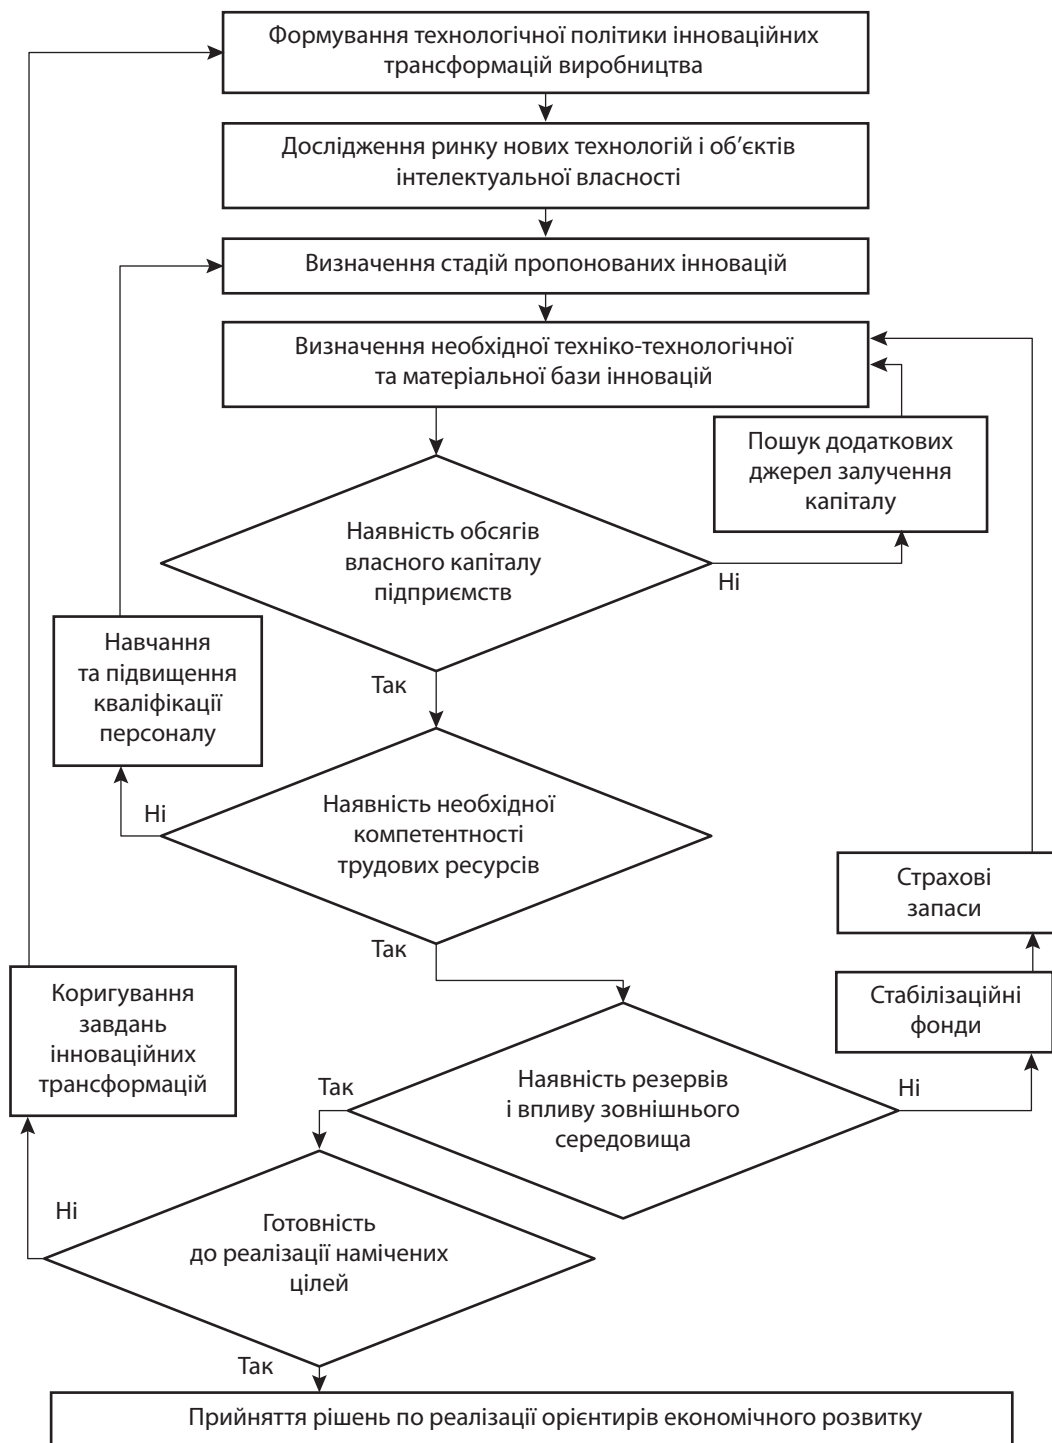 Формування технологічної політики інноваційних
трансформацій виробництва
Дослідження ринку нових технологій і об’єктів
інтелектуальної власності
Визначення стадій пропонованих інновацій
Визначення необхідної техніко-технологічної
та матеріальної бази інновацій
Пошук додаткових
джерел залучення
капіталу
Наявність обсягів
власного капіталу
підприємств
Ні
Навчання
та підвищення
кваліфікації
персоналу
Так
Ні
Наявність необхідної
компетентності
трудових ресурсів
Страхові
запаси
Так
Коригування
завдань
інноваційних
трансформацій
Стабілізаційні
фонди
Так
Наявність резервів
і впливу зовнішнього
середовища
Ні
Ні
Готовність
до реалізації намічених
цілей
Так
Прийняття рішень по реалізації орієнтирів економічного розвитку